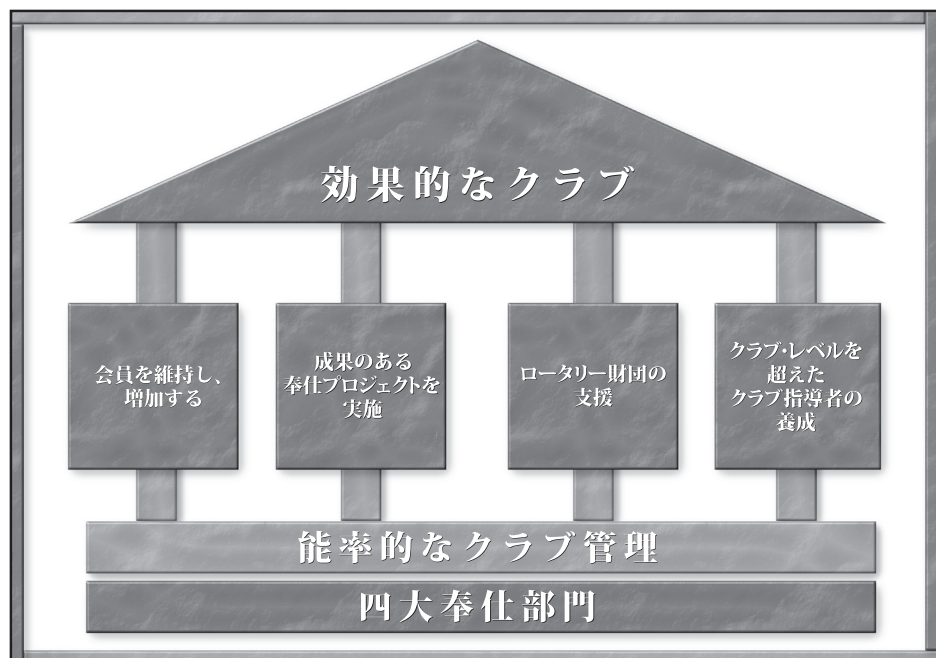 効果的なクラブ
会員を維持し、
増加する
成果のある
奉仕プロジェクトを
実施
ロータリー財団の
支援
クラブ・レベルを
超えた
クラブ指導者の
養成
能率的なクラブ管理
四大奉仕部門